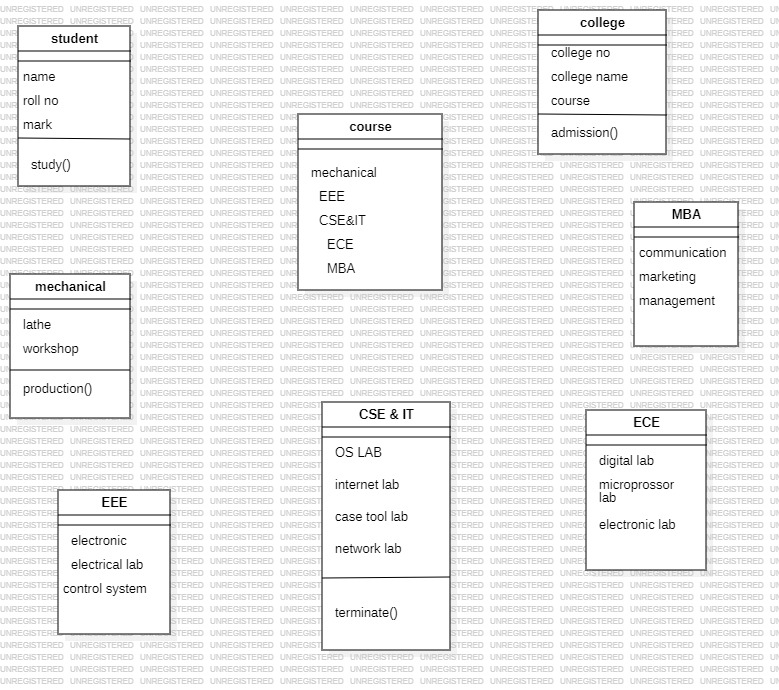 student
name
roll no
mark
study()
college
college no
college name
course
admission()
course
mechanical
EEE
CSE&IT
ECE
MBA
MBA
communication
marketing
management
mechanical
lathe
workshop
production()
CSE & IT
OS LAB
internet lab
case tool lab
network lab
terminate()
ECE
digital lab
microprossor
lab
electronic lab
EEE
electronic
electrical lab
control system
UNREGISTERED